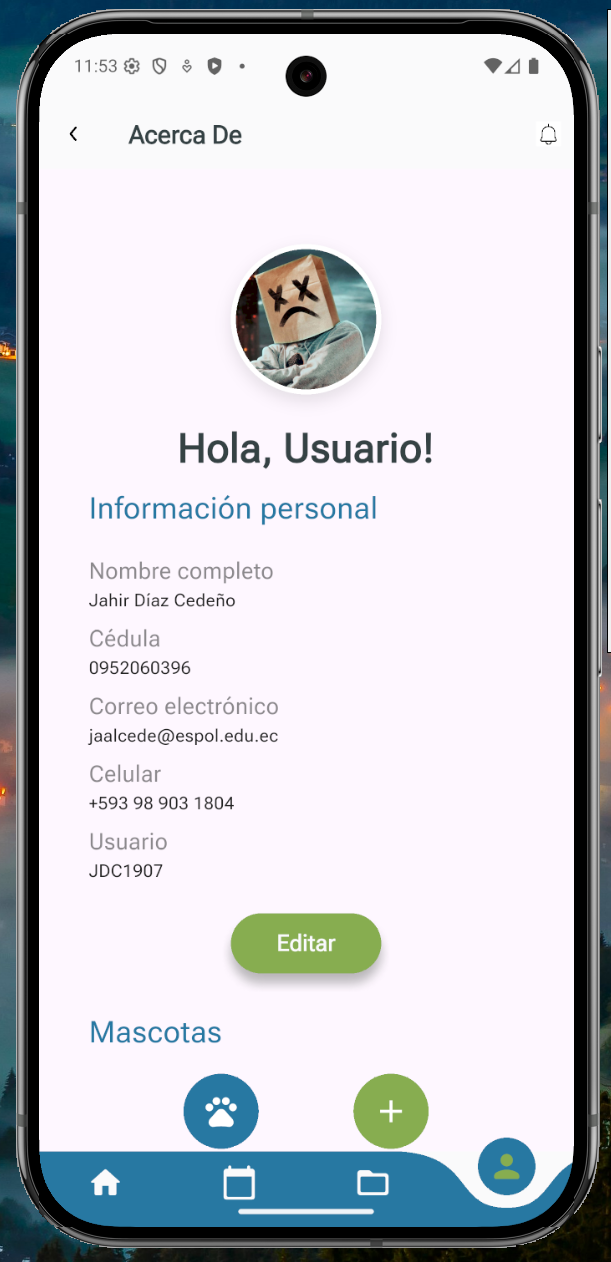 11:53
Acerca De
Hola, Usuario!
Información personal
Nombre completo
Jahir Díaz Cedeño
Cédula
0952060396
Correo electrónico
jaalcede@espol.edu.ec
Celular
+593 98 903 1804
Usuario
JDC1907
Editar
Mascotas